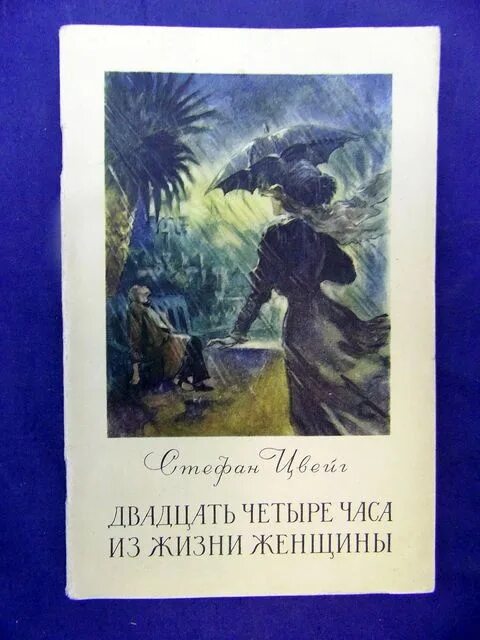 Стефан Цвейг
ДВАДЦАТЬ ЧЕТЫРЕ ЧАСА
ИЗ ЖИЗНИ ЖЕНЩИНЫ